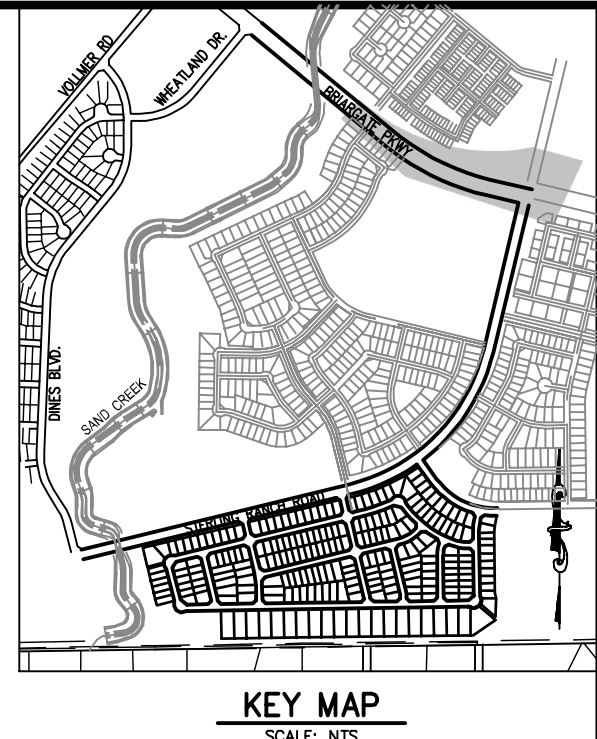 VOLLMER RD
WHEATLAND DR.
BRIARGATE PKWY
DINES BLVD.
SAND CREEK
STERLING RANCH ROAD
KEY MAP
SCALE: NTS